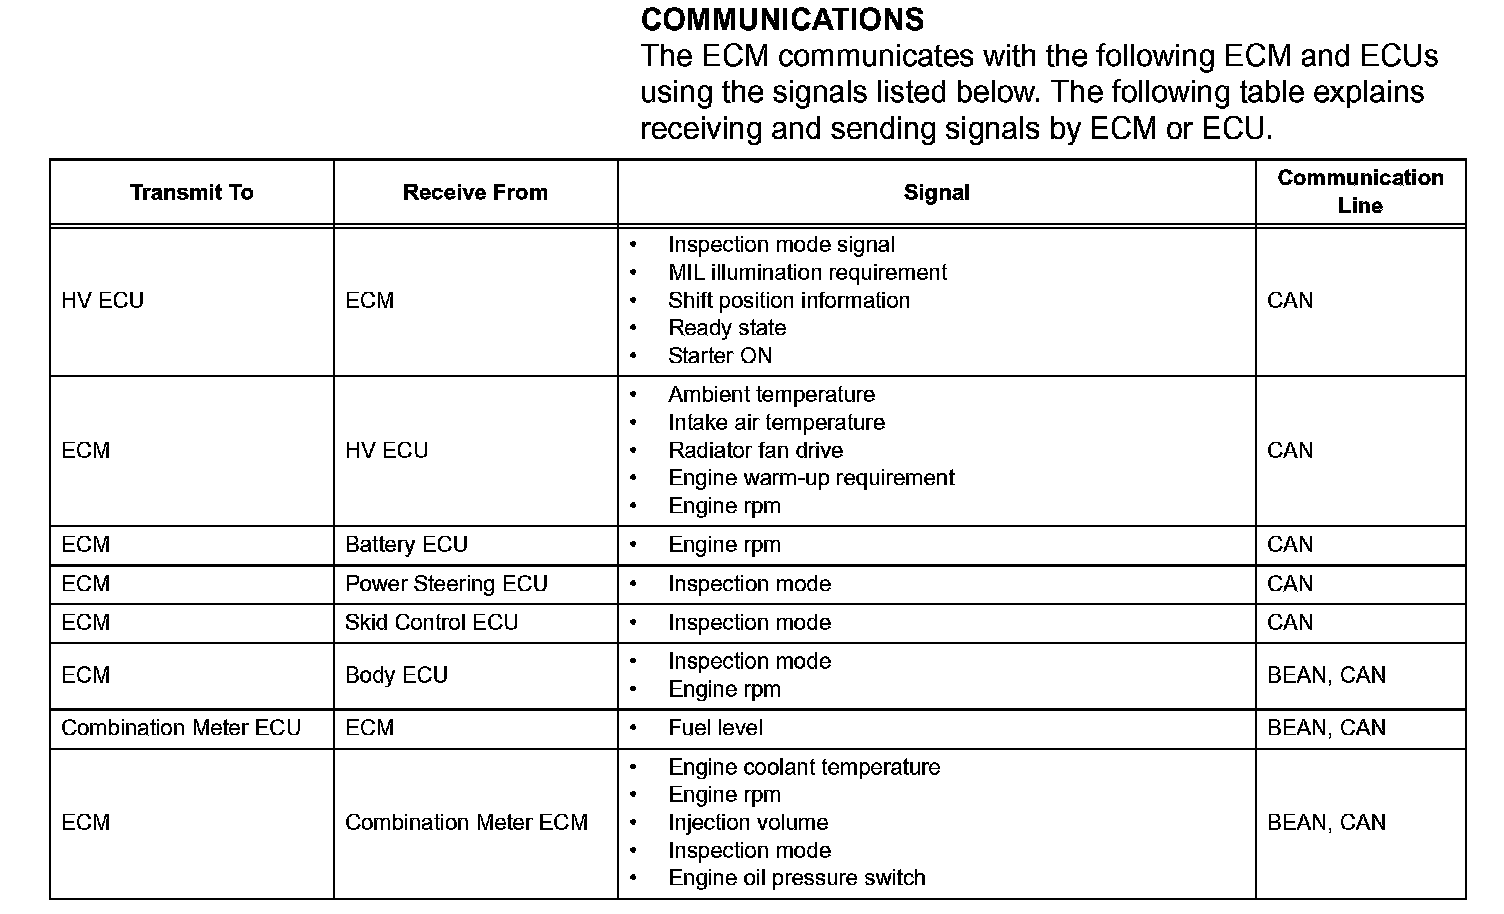 COMMUNICATIONS
The ECM communicates with the following ECM and ECUs
using the signals listed below. The following table explains
receiving and sending signals by ECM or ECU.
Transmit To Receive From Signal Communication
Line
HV ECU ECM • Inspection mode signal CAN
• MIL illumination requirement
• Shift position information
• Ready state
• Starter ON
ECM HV ECU • Ambient temperature CAN
• Intake air temperature
• Radiator fan drive
• Engine warm-up requirement
• Engine rpm
ECM Battery ECU • Engine rpm CAN
ECM Power Steering ECU • Inspection mode CAN
ECM Skid Control ECU • Inspection mode CAN
ECM Body ECU • Inspection mode BEAN, CAN
• Engine rpm
Combination Meter ECU ECM • Fuel level BEAN, CAN
ECM Combination Meter ECM • Engine coolant temperature BEAN, CAN
• Engine rpm
• Injection volume
• Inspection mode
• Engine oil pressure switch